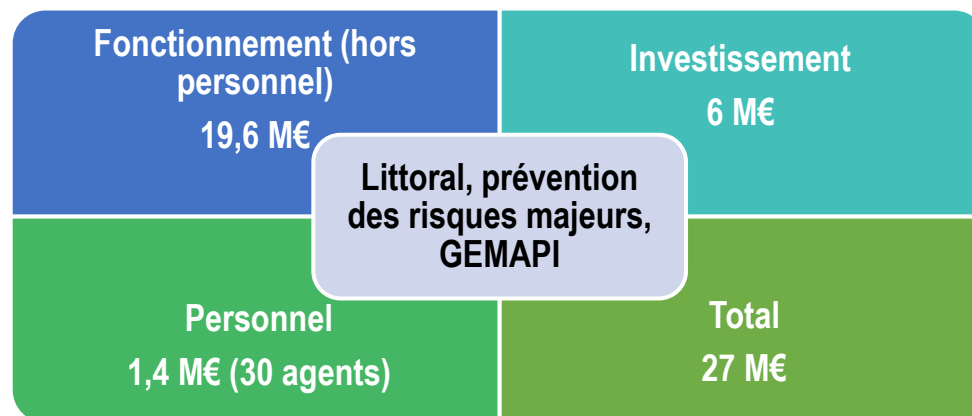 Fonctionnement (hors
personnel)
19,6 M€
Investissement
6 M€
Littoral, prévention
des risques majeurs,
GEMAPI
Personnel
1,4 M€ (30 agents)
Total
27 M€